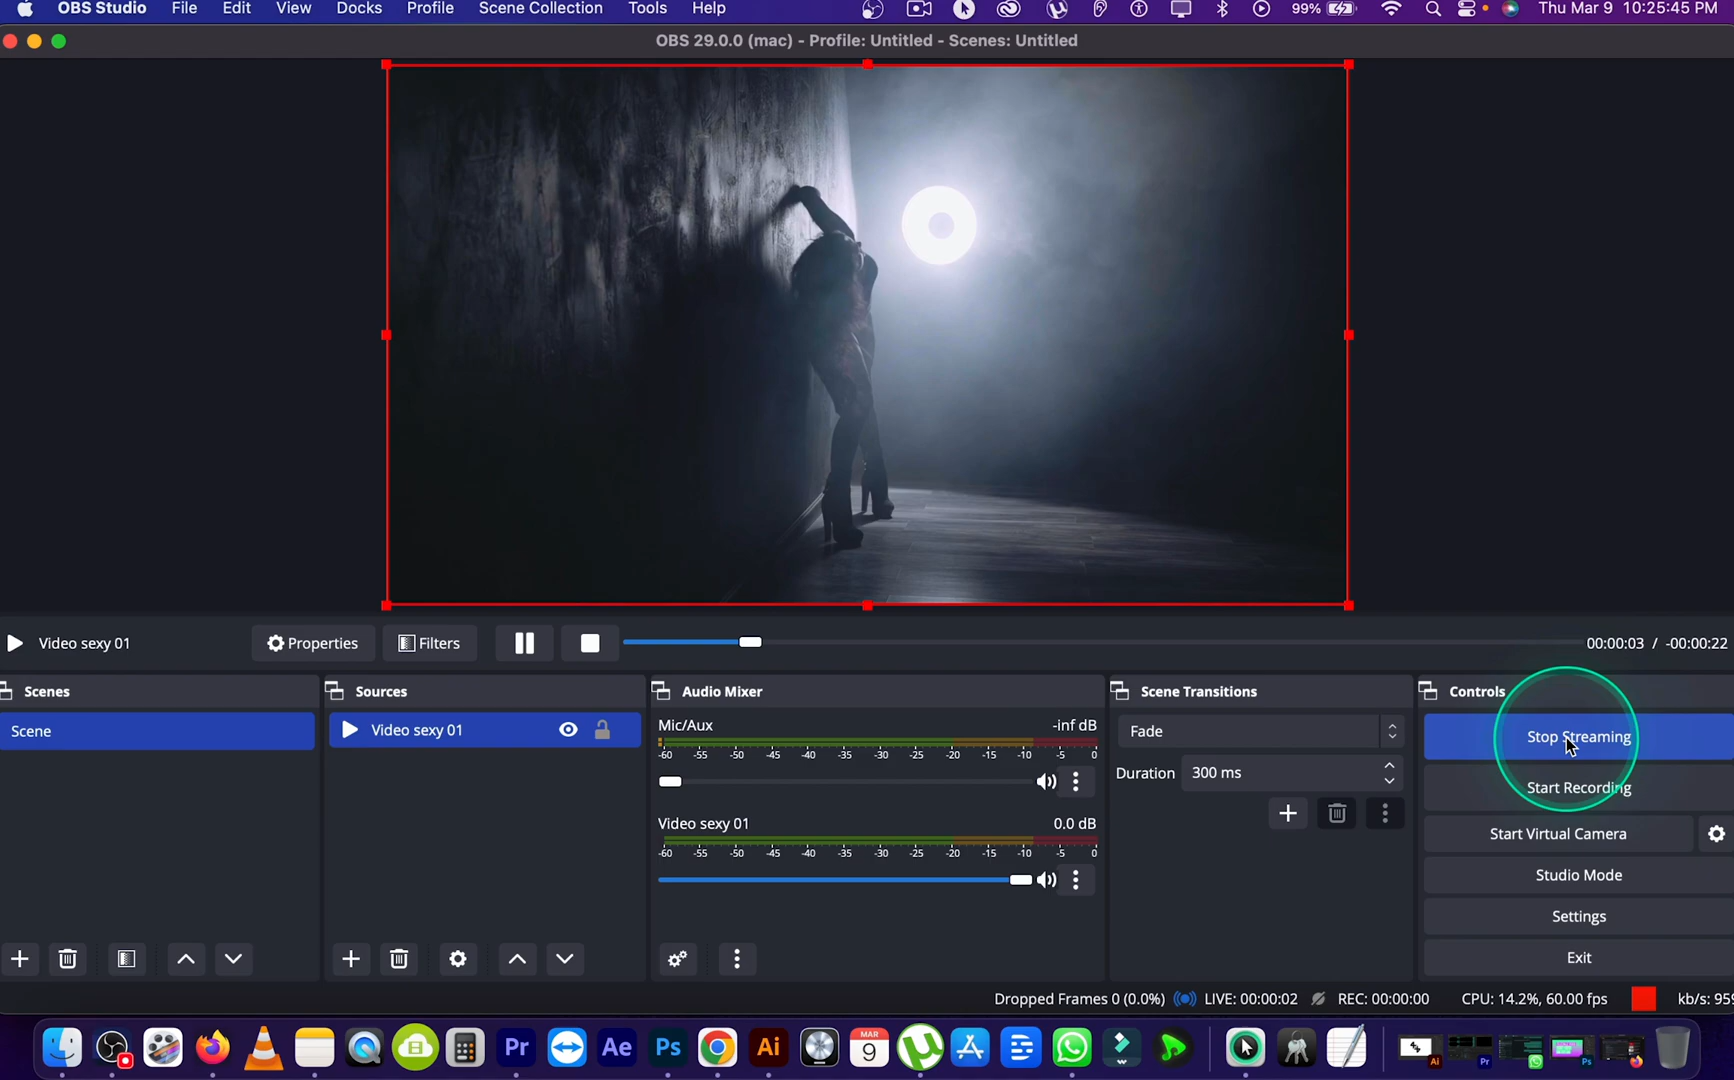 OBS Studio File Edit View Docks Profile Scene Collection Tools Help 99% Thu Mar 9 10:25:45 PM
OBS 29.0.0 (mac) - Profile: Untitled - Scenes: Untitled
Video sexy 01 Properties Filters 00:00:03 / -00:00:22
Scenes
Scene
Sources
Video sexy 01
Audio Mixer
Mic/Aux -inf dB
-60 -55 -50 -45 -40 -35 -30 -25 -20 -15 -10 -5 0
Video sexy 01 0.0 dB
-60 -55 -50 -45 -40 -35 -30 -25 -20 -15 -10 -5 0
Scene Transitions
Fade
Duration 300 ms
Controls
Stop Streaming
Start Recording
Start Virtual Camera
Studio Mode
Settings
Exit
Dropped Frames 0 (0.0%) LIVE: 00:00:02 REC: 00:00:00 CPU: 14.2%, 60.00 fps kb/s: 959
Pr Ae Ps Ai MAR 9 Ai Pr Ps